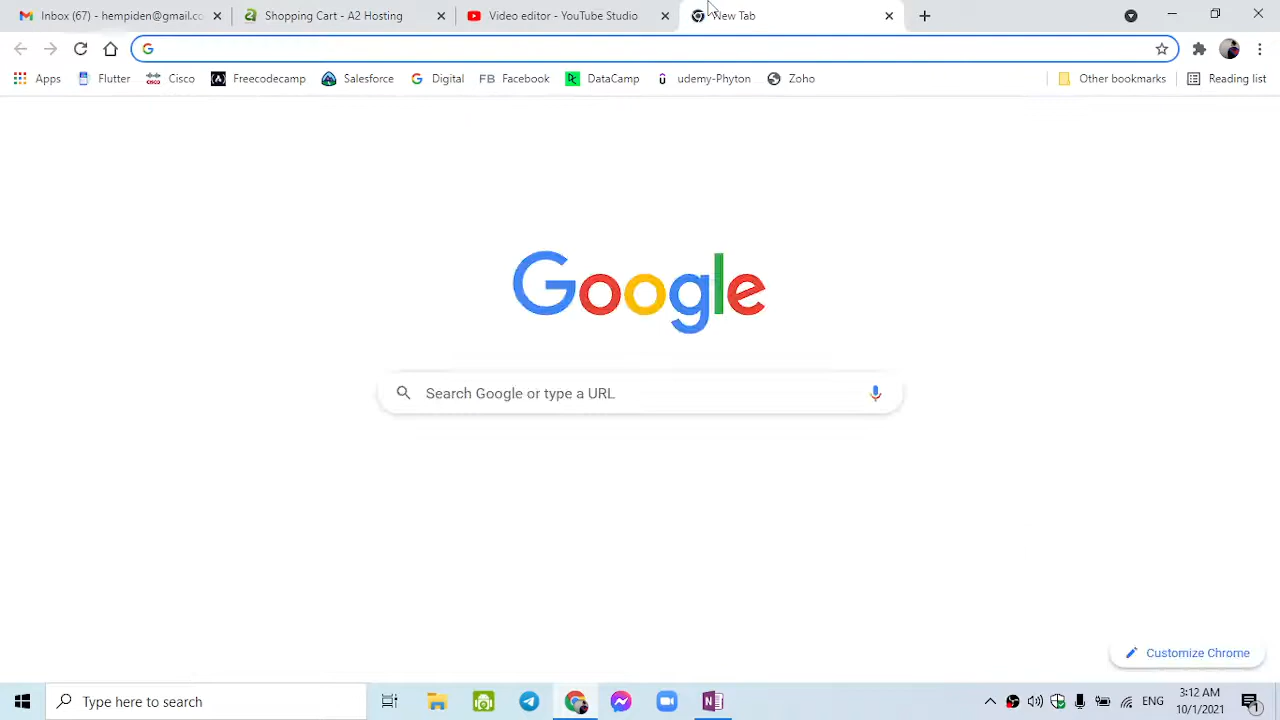 Inbox (67) - hempiden@gmail.cc
Shopping Cart - A2 Hosting
Video editor - YouTube Studio
New Tab
Apps
Flutter
Cisco
Freecodecamp
Salesforce
Digital
FB Facebook
DataCamp
udemy-Phyton
Zoho
Other bookmarks
Reading list
Google
Search Google or type a URL
Customize Chrome
Type here to search
ENG
3:12 AM
10/1/2021
1